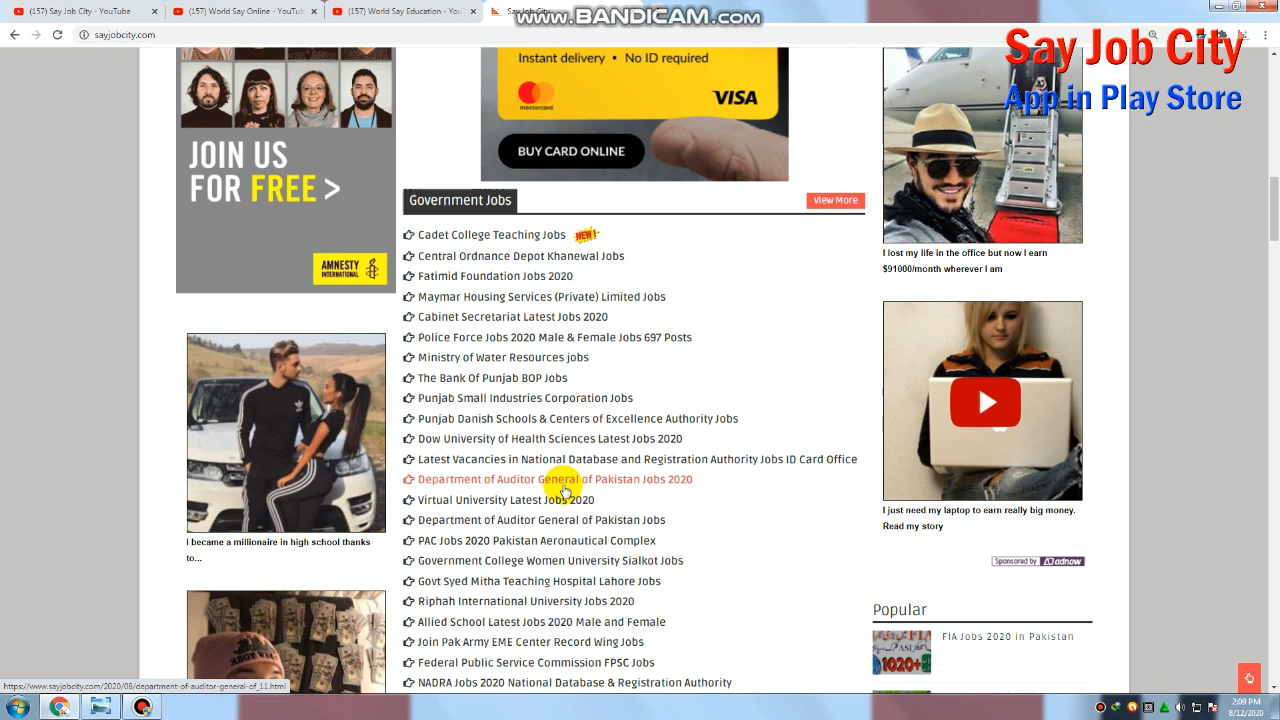 (157) Say Job City - YouTube
(157) World Say Online - YouTube
(157) World Say Education - You
Say Job City
www.BANDICAM.com
sayjobcity.com
Say Job City
App in Play Store
JOIN US
FOR FREE >
AMNESTY
INTERNATIONAL
I became a millionaire in high school thanks
to...
Instant delivery • No ID required
mastercard
VISA
BUY CARD ONLINE
Government Jobs
View More
Cadet College Teaching Jobs NEW!
Central Ordnance Depot Khanewal Jobs
Fatimid Foundation Jobs 2020
Maymar Housing Services (Private) Limited Jobs
Cabinet Secretariat Latest Jobs 2020
Police Force Jobs 2020 Male & Female Jobs 697 Posts
Ministry of Water Resources jobs
The Bank Of Punjab BOP Jobs
Punjab Small Industries Corporation Jobs
Punjab Danish Schools & Centers of Excellence Authority Jobs
Dow University of Health Sciences Latest Jobs 2020
Latest Vacancies in National Database and Registration Authority Jobs ID Card Office
Department of Auditor General of Pakistan Jobs 2020
Virtual University Latest Jobs 2020
Department of Auditor General of Pakistan Jobs
PAC Jobs 2020 Pakistan Aeronautical Complex
Government College Women University Sialkot Jobs
Govt Syed Mitha Teaching Hospital Lahore Jobs
Riphah International University Jobs 2020
Allied School Latest Jobs 2020 Male and Female
Join Pak Army EME Center Record Wing Jobs
Federal Public Service Commission FPSC Jobs
NADRA Jobs 2020 National Database & Registration Authority
I lost my life in the office but now I earn
$91000/month wherever I am
I just need my laptop to earn really big money.
Read my story
Sponsored by adnow
Popular
FIA Jobs 2020 in Pakistan
1020+
https://www.sayjobcity.com/2020/08/department-of-auditor-general-of_11.html
2:09 PM
8/12/2020